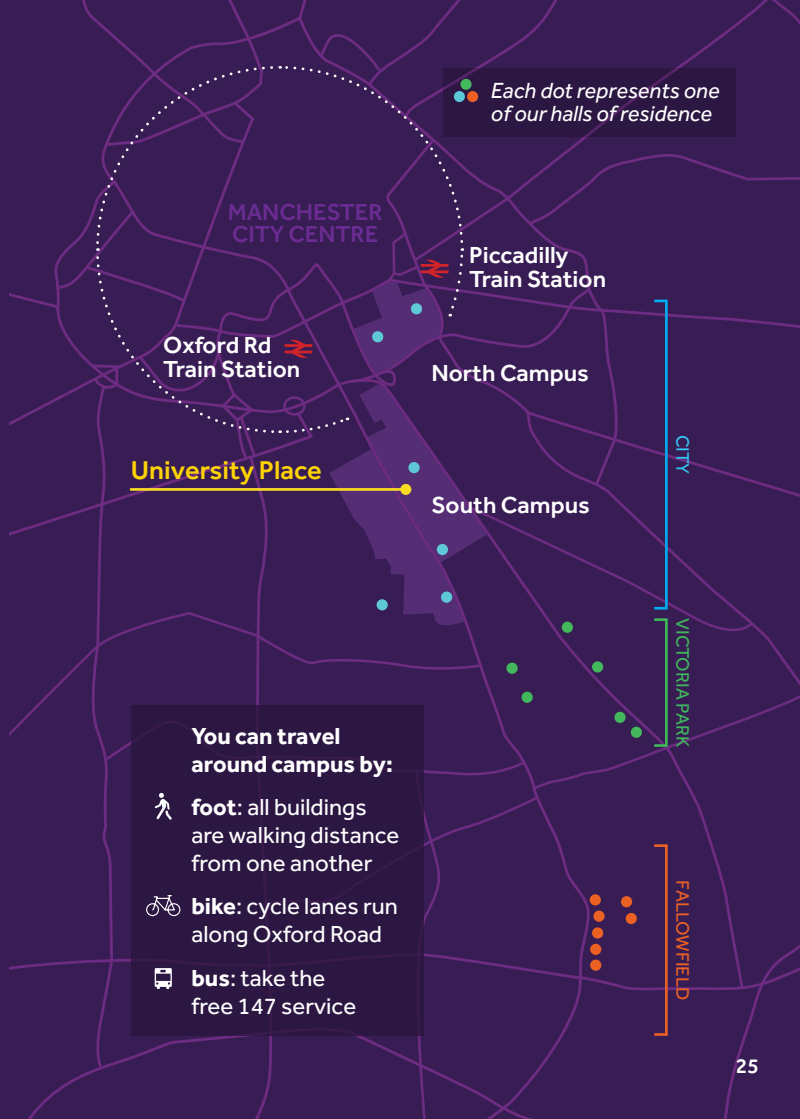 Each dot represents one
of our halls of residence
MANCHESTER
CITY CENTRE
Piccadilly
Train Station
Oxford Rd
Train Station
North Campus
CITY
University Place
South Campus
VICTORIA PARK
You can travel
around campus by:
foot: all buildings
are walking distance
from one another
bike: cycle lanes run
along Oxford Road
bus: take the
free 147 service
FALLOWFIELD
25